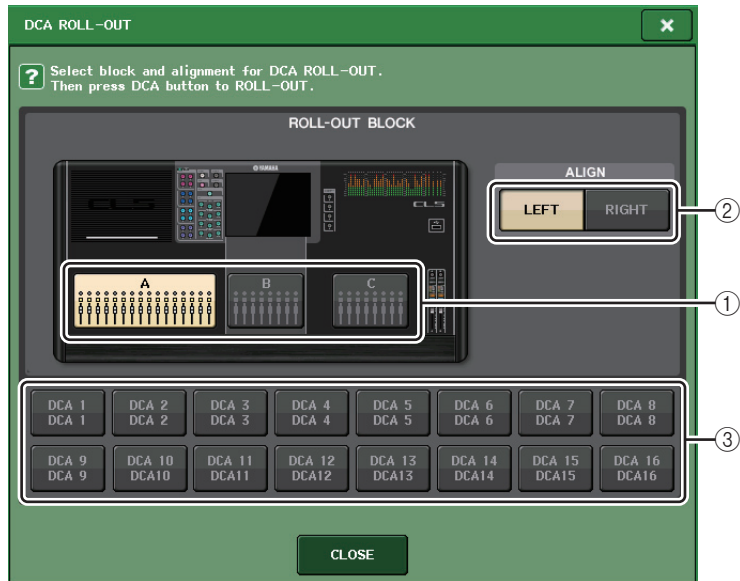 DCA ROLL-OUT
×
? Select block and alignment for DCA ROLL-OUT.
Then press DCA button to ROLL-OUT.
ROLL-OUT BLOCK
YAMAHA
CL5
CL5
ALIGN
LEFT RIGHT
②
A B C
①
DCA 1 DCA 2 DCA 3 DCA 4 DCA 5 DCA 6 DCA 7 DCA 8
DCA 1 DCA 2 DCA 3 DCA 4 DCA 5 DCA 6 DCA 7 DCA 8
③
DCA 9 DCA 10 DCA 11 DCA 12 DCA 13 DCA 14 DCA 15 DCA 16
DCA 9 DCA10 DCA11 DCA12 DCA13 DCA14 DCA15 DCA16
CLOSE